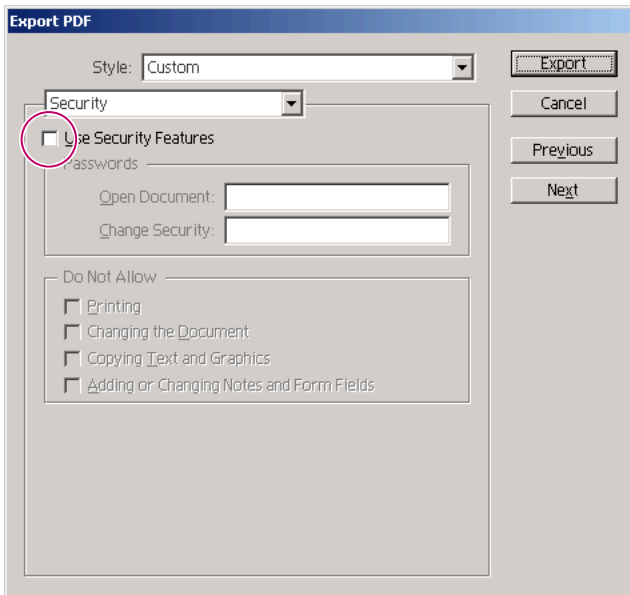 Export PDF
Style: Custom
Export
Security
Cancel
Use Security Features
Passwords
Previous
Open Document:
Next
Change Security:
Do Not Allow
Printing
Changing the Document
Copying Text and Graphics
Adding or Changing Notes and Form Fields